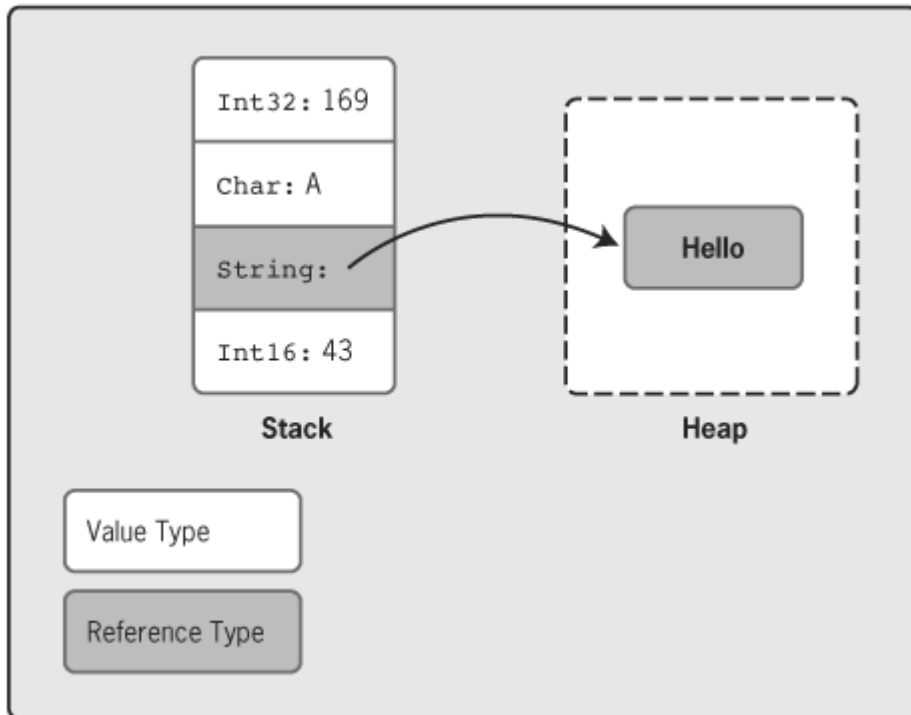 Int32: 169
Char: A
String:
Int16: 43
Stack
Hello
Heap
Value Type
Reference Type